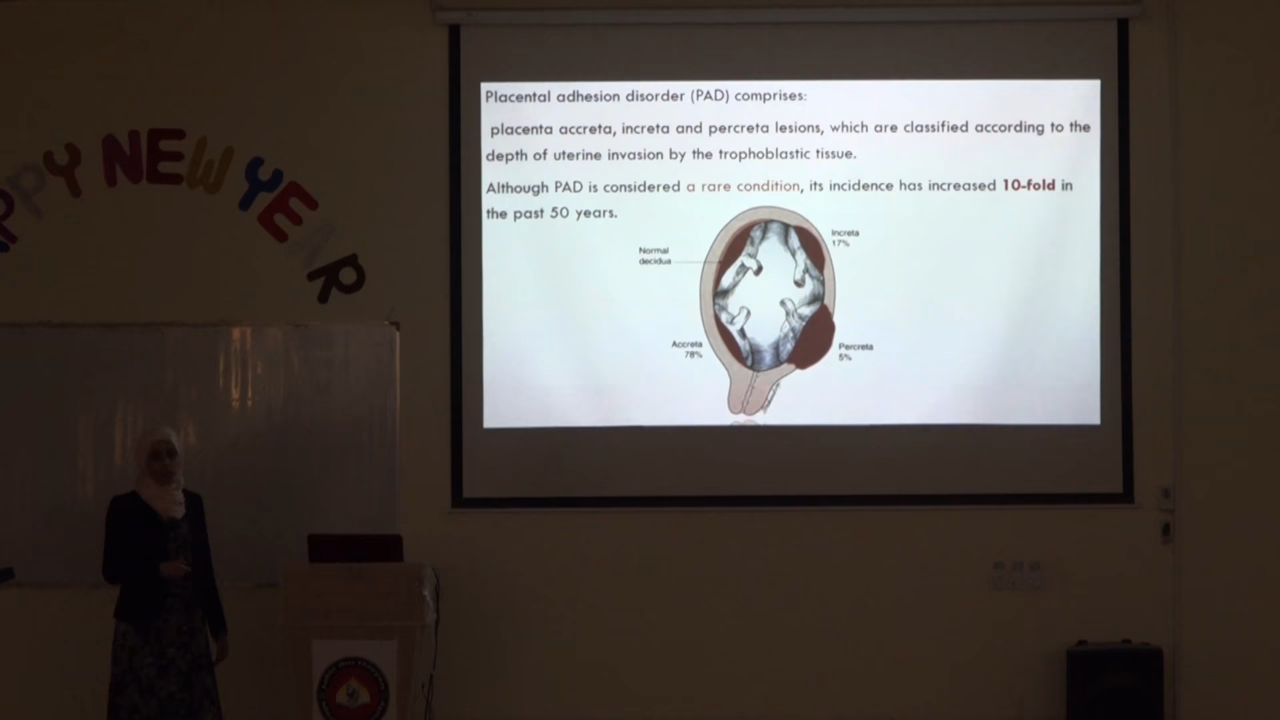 HAPPY NEW YEAR
Placental adhesion disorder (PAD) comprises:
placenta accreta, increta and percreta lesions, which are classified according to the
depth of uterine invasion by the trophoblastic tissue.
Although PAD is considered a rare condition, its incidence has increased 10-fold in
the past 50 years.
Increta
17%
Normal
decidua
Accreta
78%
Percreta
5%